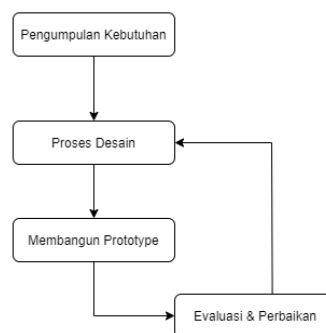 Pengumpulan Kebutuhan
Proses Desain
Membangun Prototype
Evaluasi & Perbaikan